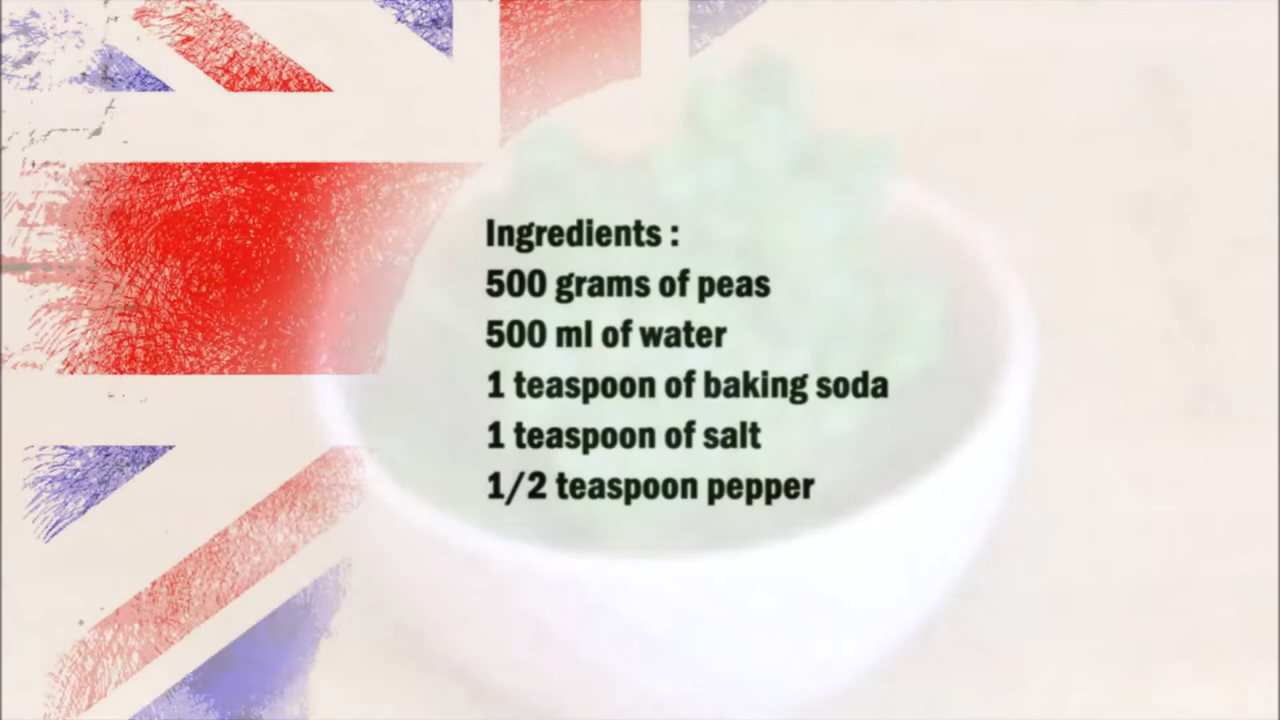 Ingredients :
500 grams of peas
500 ml of water
1 teaspoon of baking soda
1 teaspoon of salt
1/2 teaspoon pepper